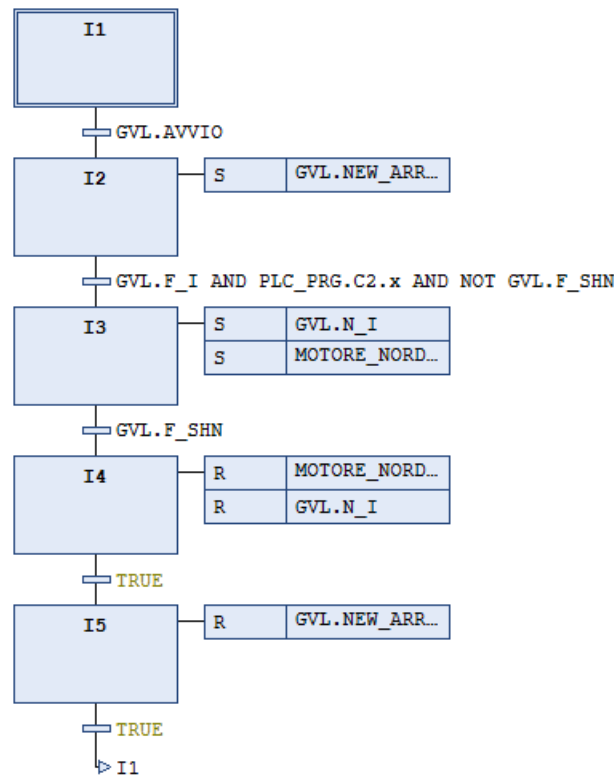 I1
GVL.AVVIO
I2 S GVL.NEW_ARR…
GVL.F_I AND PLC_PRG.C2.x AND NOT GVL.F_SHN
I3 S GVL.N_I
S MOTORE_NORD…
GVL.F_SHN
I4 R MOTORE_NORD…
R GVL.N_I
TRUE
I5 R GVL.NEW_ARR…
TRUE
I1